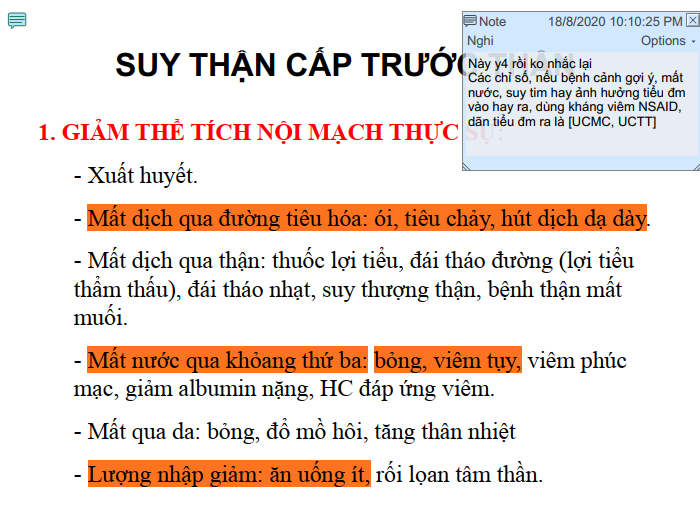 SUY THẬN CẤP TRƯỚC THẬN
Note 18/8/2020 10:10:25 PM
Nghi Options
Này y4 rồi ko nhắc lại
Các chỉ số, nếu bệnh cảnh gợi ý, mất
nước, suy tim hay ảnh hưởng tiểu đm
vào hay ra, dùng kháng viêm NSAID,
dãn tiểu đm ra là [UCMC, UCTT]
1. GIẢM THỂ TÍCH NỘI MẠCH THỰC SỰ:
- Xuất huyết.
- Mất dịch qua đường tiêu hóa: ói, tiêu chảy, hút dịch dạ dày.
- Mất dịch qua thận: thuốc lợi tiểu, đái tháo đường (lợi tiểu
thẩm thấu), đái tháo nhạt, suy thượng thận, bệnh thận mất
muối.
- Mất nước qua khỏang thứ ba: bỏng, viêm tụy, viêm phúc
mạc, giảm albumin nặng, HC đáp ứng viêm.
- Mất qua da: bỏng, đổ mồ hôi, tăng thân nhiệt
- Lượng nhập giảm: ăn uống ít, rối lọan tâm thần.